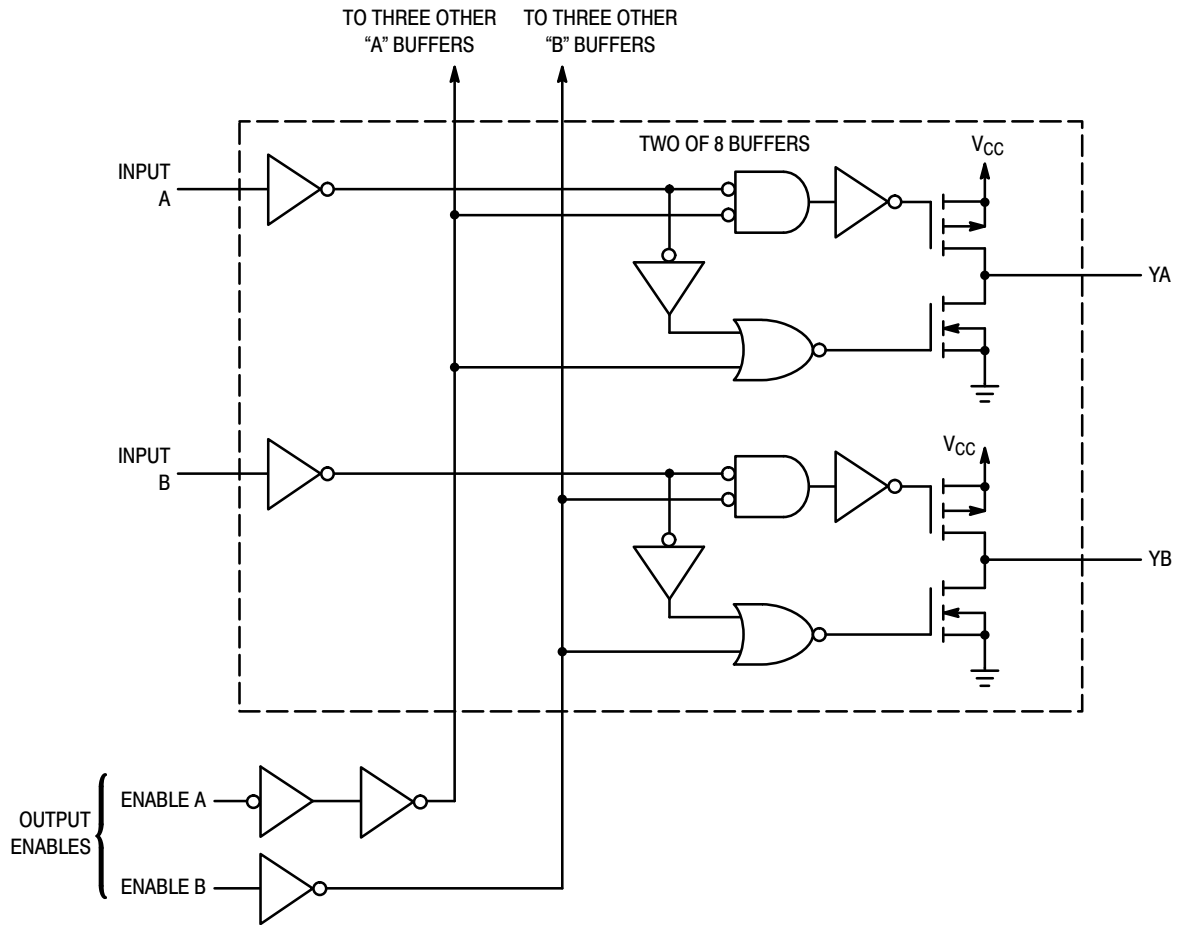 TO THREE OTHER
“A” BUFFERS
TO THREE OTHER
“B” BUFFERS
TWO OF 8 BUFFERS
INPUT
A
VCC
YA
INPUT
B
VCC
YB
OUTPUT
ENABLES
ENABLE A
ENABLE B